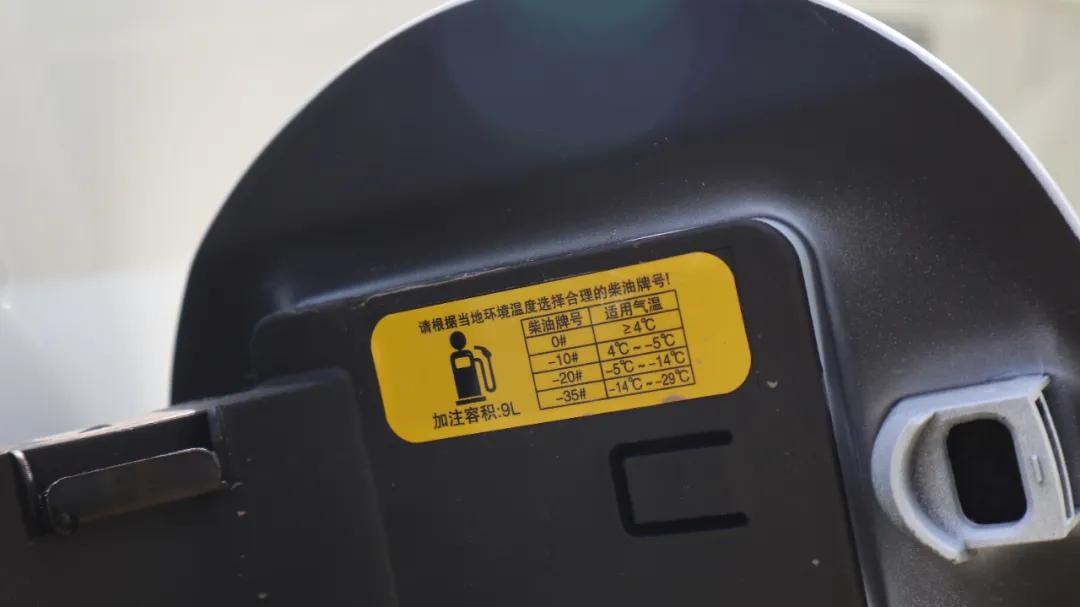 请根据当地环境温度选择合理的柴油牌号!
柴油牌号 适用气温
0# ≥4℃
-10# 4℃~-5℃
-20# -5℃~-14℃
-35# -14℃~-29℃
加注容积:9L